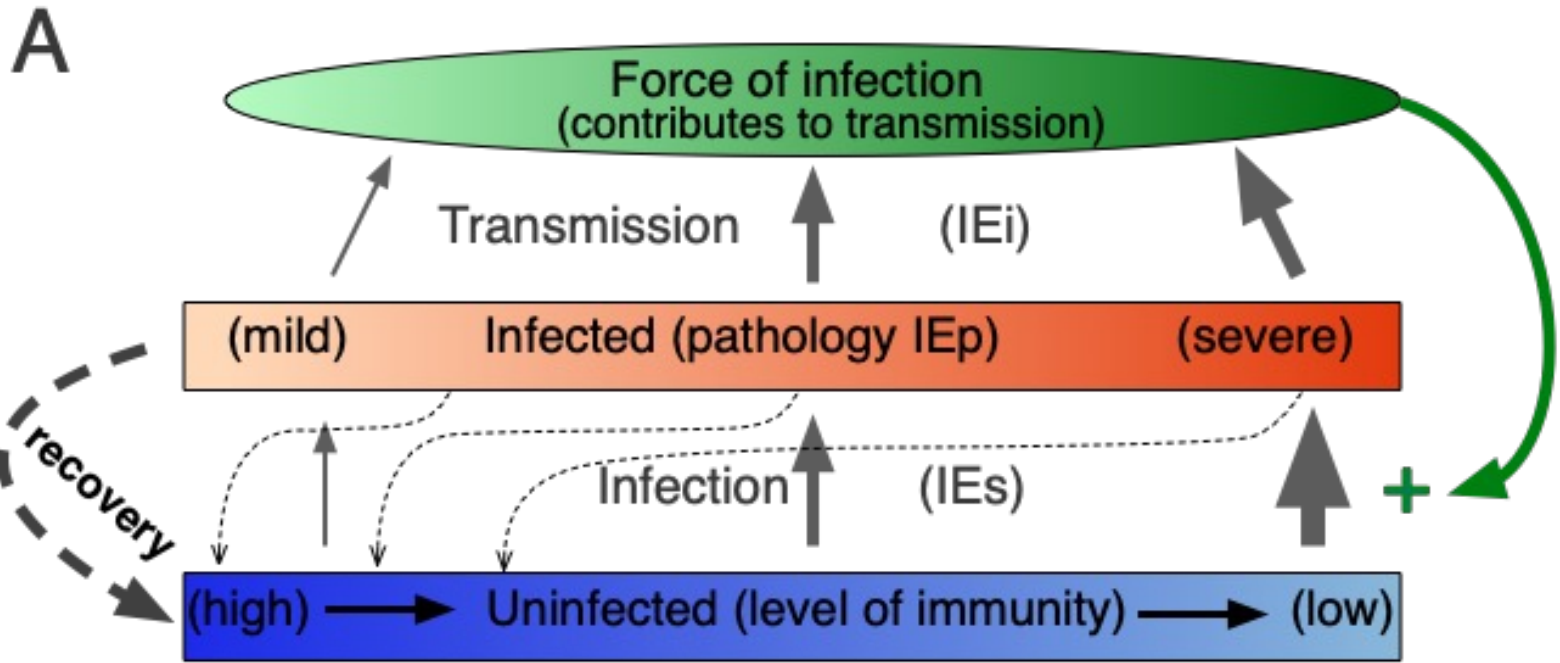 A
Force of infection
(contributes to transmission)
Transmission (IEi)
(mild) Infected (pathology IEp) (severe)
recovery
Infection (IEs)
+
(high) Uninfected (level of immunity) (low)